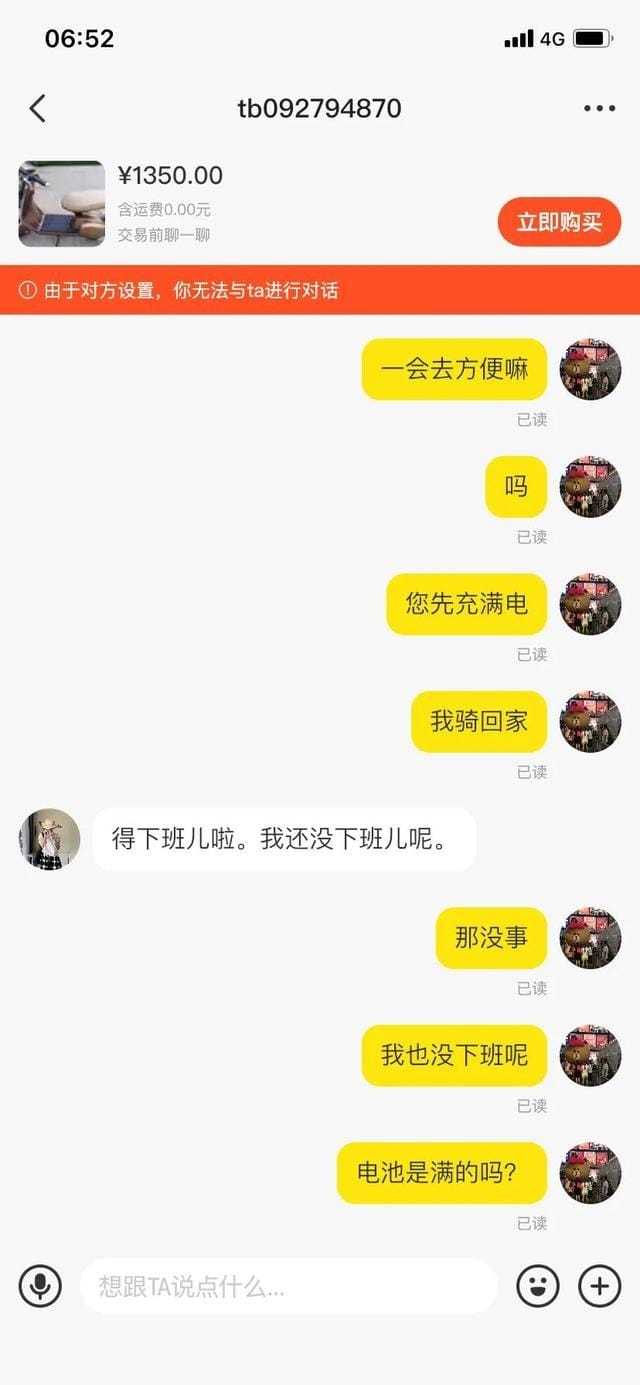 06:52
4G
tb092794870
¥1350.00
含运费0.00元
交易前聊一聊
立即购买
由于对方设置，你无法与ta进行对话
一会去方便嘛
已读
吗
已读
您先充满电
已读
我骑回家
已读
得下班儿啦。我还没下班儿呢。
那没事
已读
我也没下班呢
已读
电池是满的吗？
已读
想跟TA说点什么...